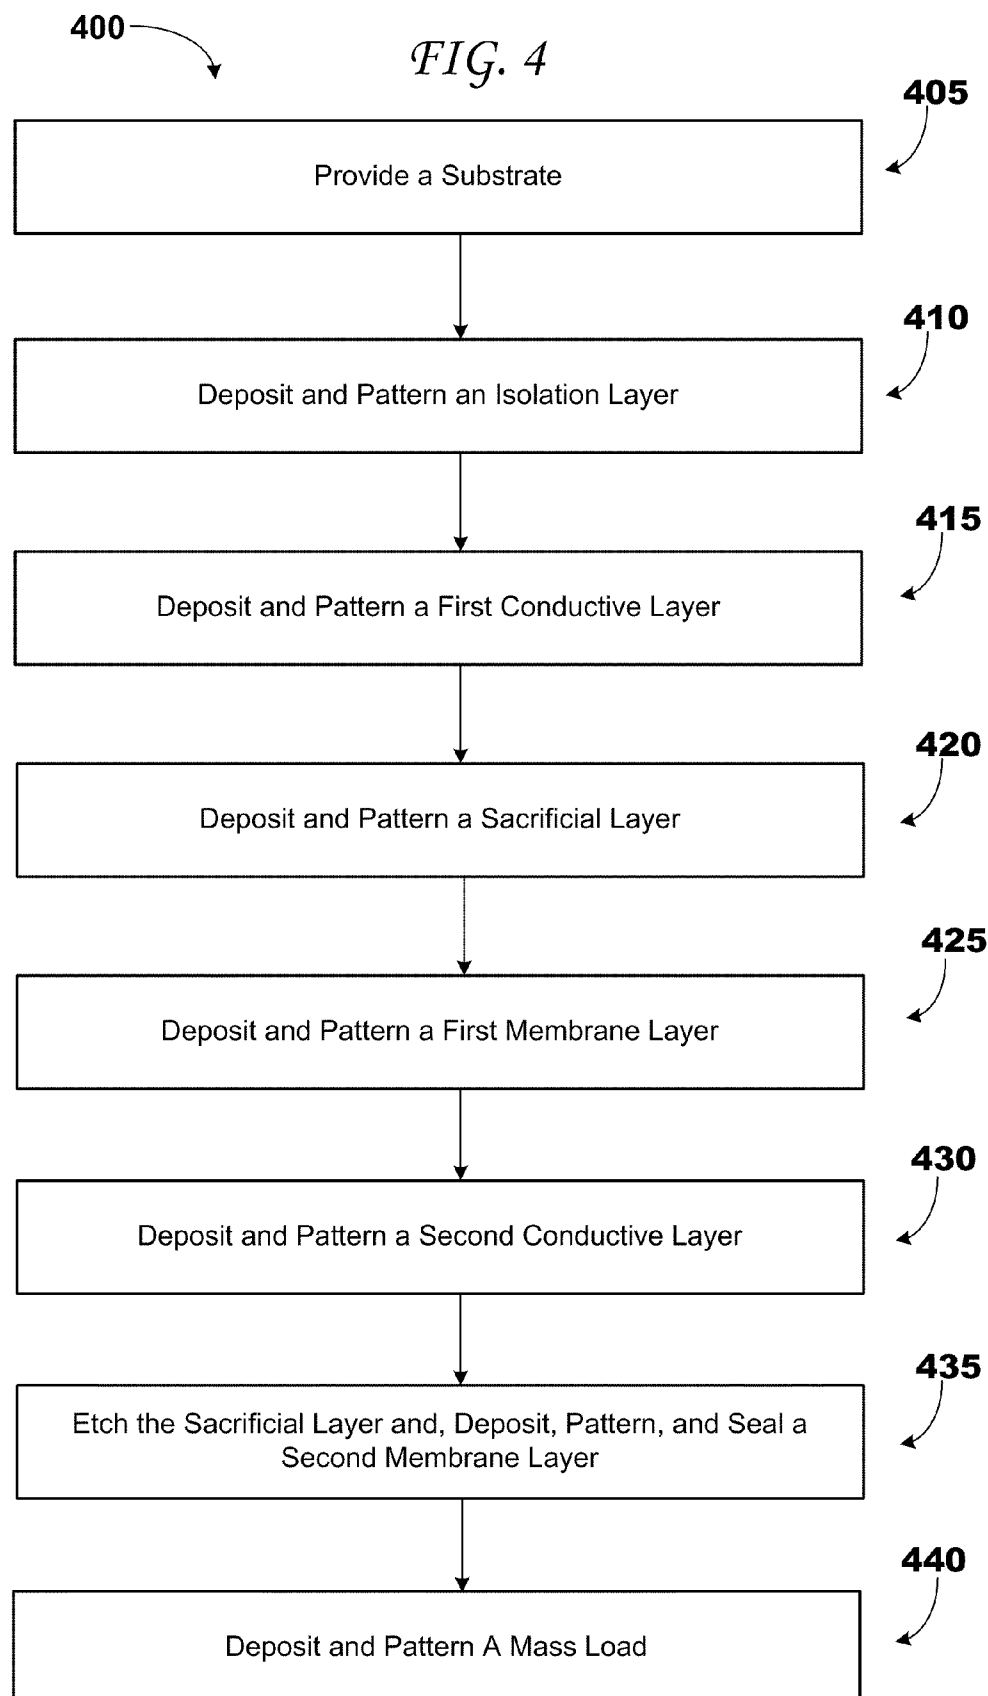 400
FIG. 4
405
Provide a Substrate
410
Deposit and Pattern an Isolation Layer
415
Deposit and Pattern a First Conductive Layer
420
Deposit and Pattern a Sacrificial Layer
425
Deposit and Pattern a First Membrane Layer
430
Deposit and Pattern a Second Conductive Layer
435
Etch the Sacrificial Layer and, Deposit, Pattern, and Seal a
Second Membrane Layer
440
Deposit and Pattern A Mass Load